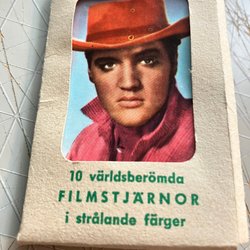 10 världsberömda
FILMSTJÄRNOR
i strålande färger